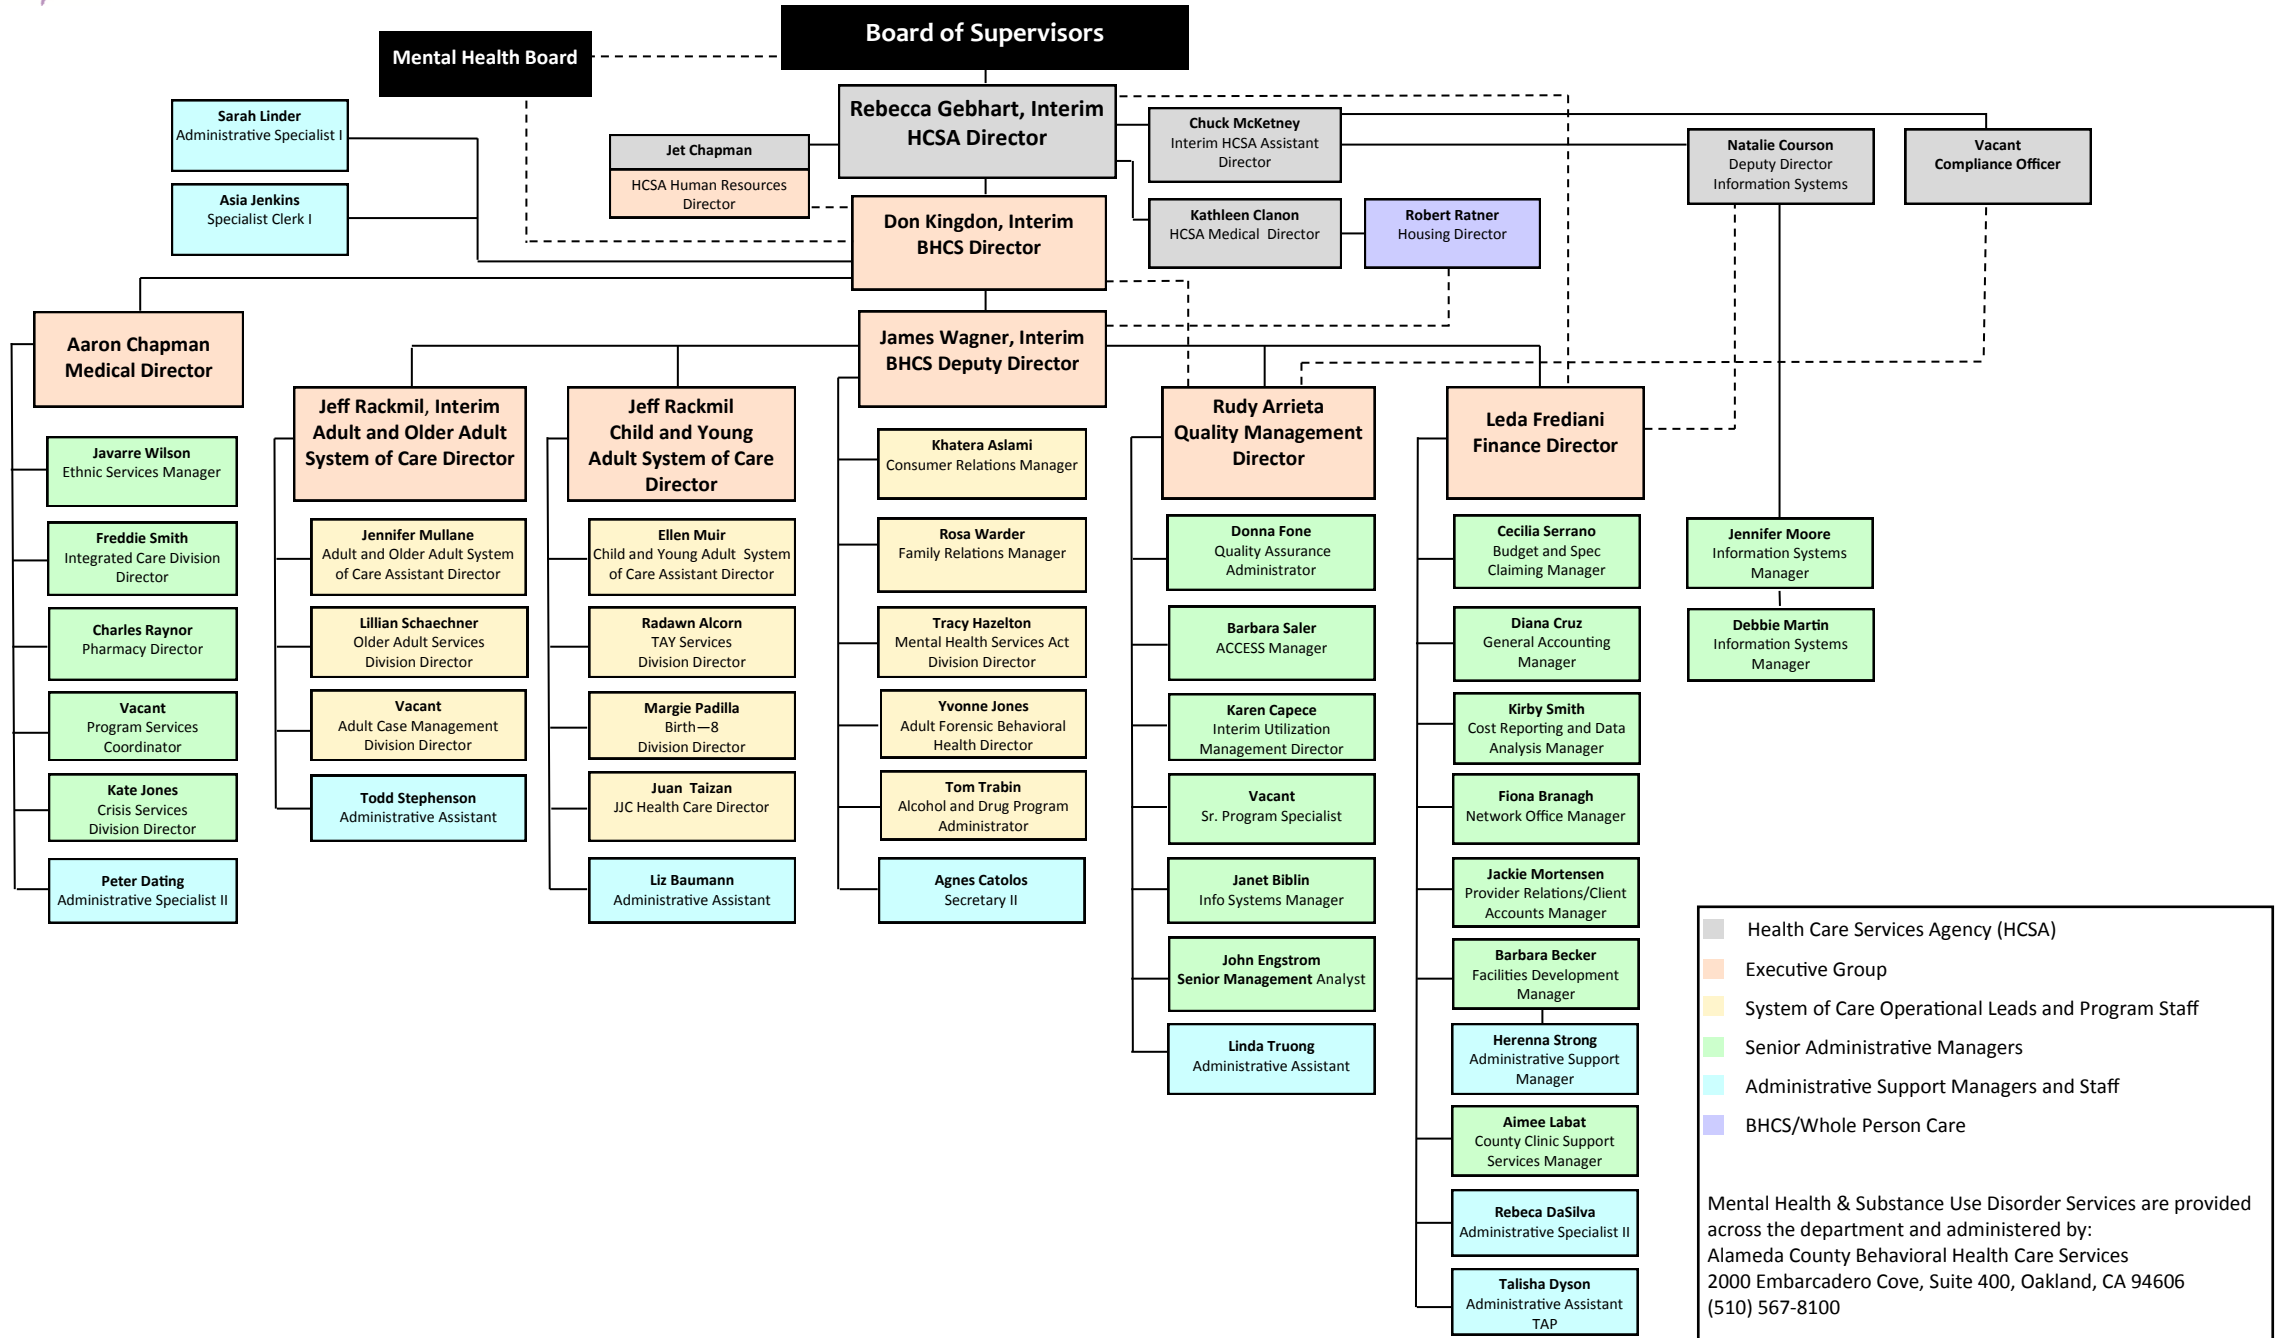 Board of Supervisors
Mental Health Board
Rebecca Gebhart, Interim
HCSA Director
Sarah Linder
Administrative Specialist I
Asia Jenkins
Specialist Clerk I
Jet Chapman
HCSA Human Resources
Director
Chuck McKetney
Interim HCSA Assistant
Director
Natalie Courson
Deputy Director
Information Systems
Vacant
Compliance Officer
Kathleen Clanon
HCSA Medical Director
Robert Ratner
Housing Director
Don Kingdon, Interim
BHCS Director
James Wagner, Interim
BHCS Deputy Director
Aaron Chapman
Medical Director
Javarre Wilson
Ethnic Services Manager
Freddie Smith
Integrated Care Division
Director
Charles Raynor
Pharmacy Director
Vacant
Program Services
Coordinator
Kate Jones
Crisis Services
Division Director
Peter Dating
Administrative Specialist II
Jeff Rackmil, Interim
Adult and Older Adult
System of Care Director
Jennifer Mullane
Adult and Older Adult System
of Care Assistant Director
Lillian Schaechner
Older Adult Services
Division Director
Vacant
Adult Case Management
Division Director
Todd Stephenson
Administrative Assistant
Jeff Rackmil
Child and Young
Adult System of Care
Director
Ellen Muir
Child and Young Adult System
of Care Assistant Director
Radawn Alcorn
TAY Services
Division Director
Margie Padilla
Birth—8
Division Director
Juan Taizan
JJC Health Care Director
Liz Baumann
Administrative Assistant
Khatera Aslami
Consumer Relations Manager
Rosa Warder
Family Relations Manager
Tracy Hazelton
Mental Health Services Act
Division Director
Yvonne Jones
Adult Forensic Behavioral
Health Director
Tom Trabin
Alcohol and Drug Program
Administrator
Agnes Catolos
Secretary II
Rudy Arrieta
Quality Management
Director
Donna Fone
Quality Assurance
Administrator
Barbara Saler
ACCESS Manager
Karen Capece
Interim Utilization
Management Director
Vacant
Sr. Program Specialist
Janet Biblin
Info Systems Manager
John Engstrom
Senior Management Analyst
Linda Truong
Administrative Assistant
Leda Frediani
Finance Director
Cecilia Serrano
Budget and Spec
Claiming Manager
Diana Cruz
General Accounting
Manager
Kirby Smith
Cost Reporting and Data
Analysis Manager
Fiona Branagh
Network Office Manager
Jackie Mortensen
Provider Relations/Client
Accounts Manager
Barbara Becker
Facilities Development
Manager
Herenna Strong
Administrative Support
Manager
Aimee Labat
County Clinic Support
Services Manager
Rebeca DaSilva
Administrative Specialist II
Talisha Dyson
Administrative Assistant
TAP
Jennifer Moore
Information Systems
Manager
Debbie Martin
Information Systems
Manager
Health Care Services Agency (HCSA)
Executive Group
System of Care Operational Leads and Program Staff
Senior Administrative Managers
Administrative Support Managers and Staff
BHCS/Whole Person Care
Mental Health & Substance Use Disorder Services are provided
across the department and administered by:
Alameda County Behavioral Health Care Services
2000 Embarcadero Cove, Suite 400, Oakland, CA 94606
(510) 567-8100